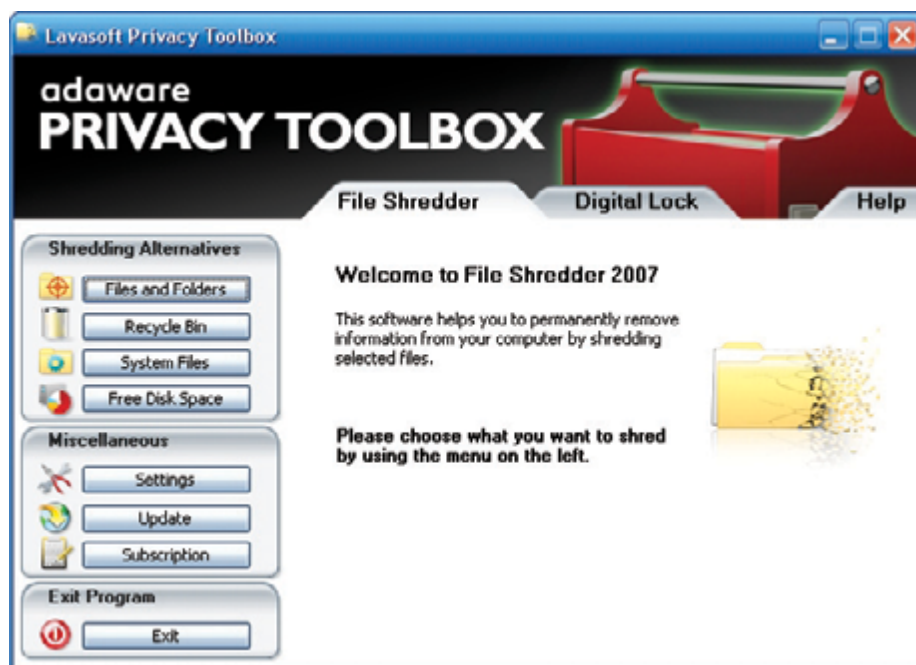 Lavasoft Privacy Toolbox
adaware
PRIVACY TOOLBOX
File Shredder
Digital Lock
Help
Shredding Alternatives
Files and Folders
Recycle Bin
System Files
Free Disk Space
Miscellaneous
Settings
Update
Subscription
Exit Program
Exit
Welcome to File Shredder 2007
This software helps you to permanently remove
information from your computer by shredding
selected files.
Please choose what you want to shred
by using the menu on the left.